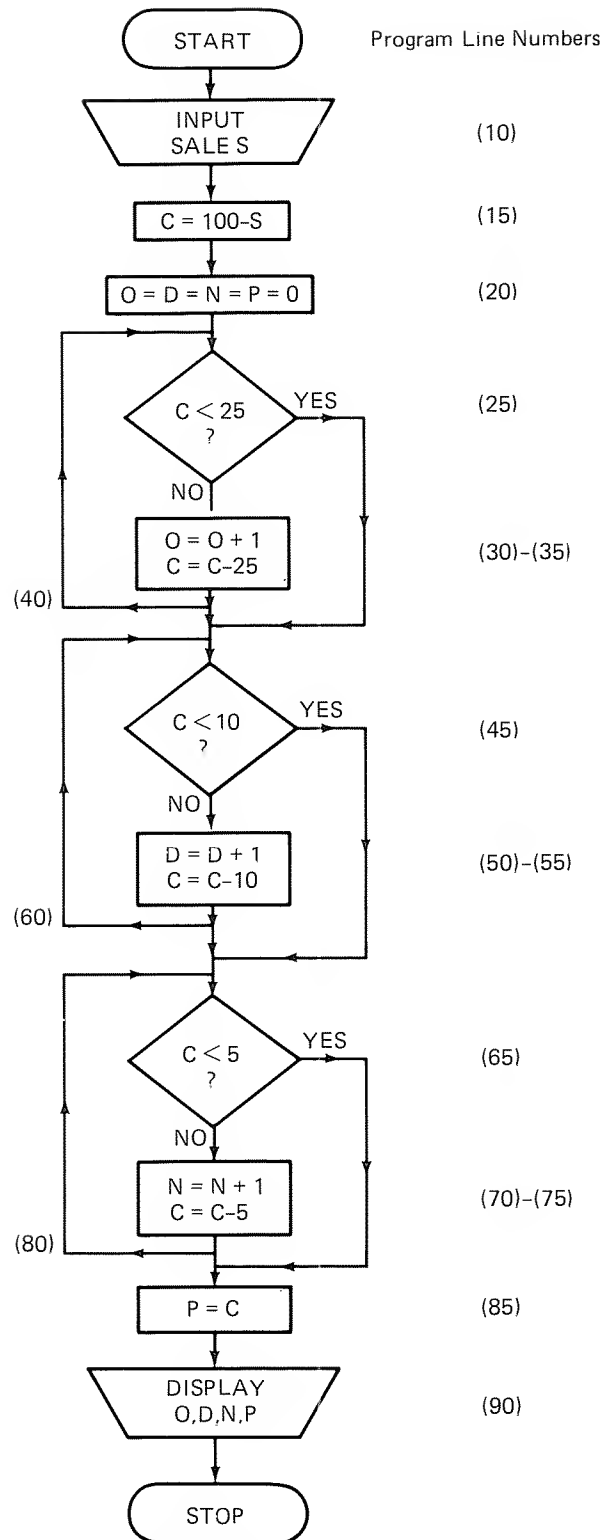 START
Program Line Numbers
INPUT
SALE S
(10)
C = 100–S
(15)
O = D = N = P = 0
(20)
C < 25
?
YES
(25)
NO
O = O + 1
C = C–25
(30)–(35)
(40)
C < 10
?
YES
(45)
NO
D = D + 1
C = C–10
(50)–(55)
(60)
C < 5
?
YES
(65)
NO
N = N + 1
C = C–5
(70)–(75)
(80)
P = C
(85)
DISPLAY
O,D,N,P
(90)
STOP